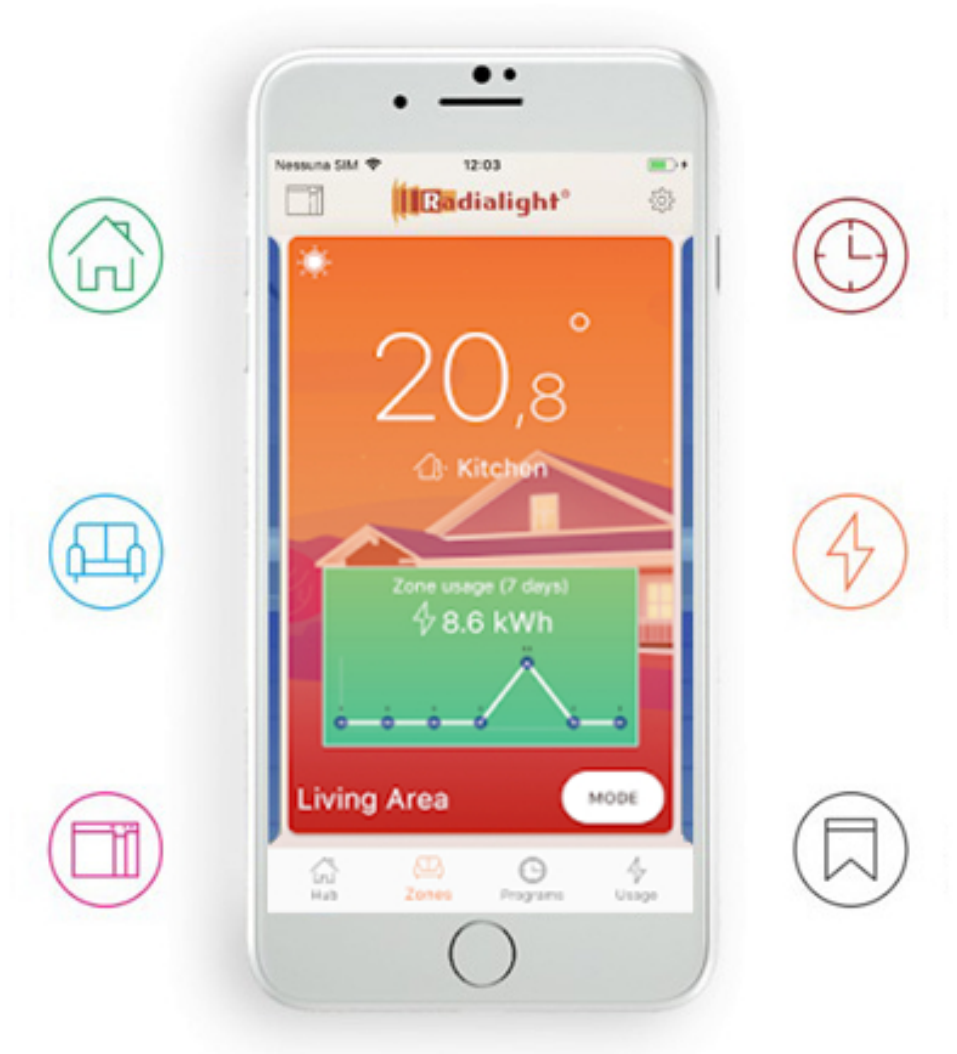 Nessuna SIM 12:03
Radialight®
20,8°
Kitchen
Zone usage (7 days)
8.6 kWh
Living Area
MODE
Hub Zones Programs Usage